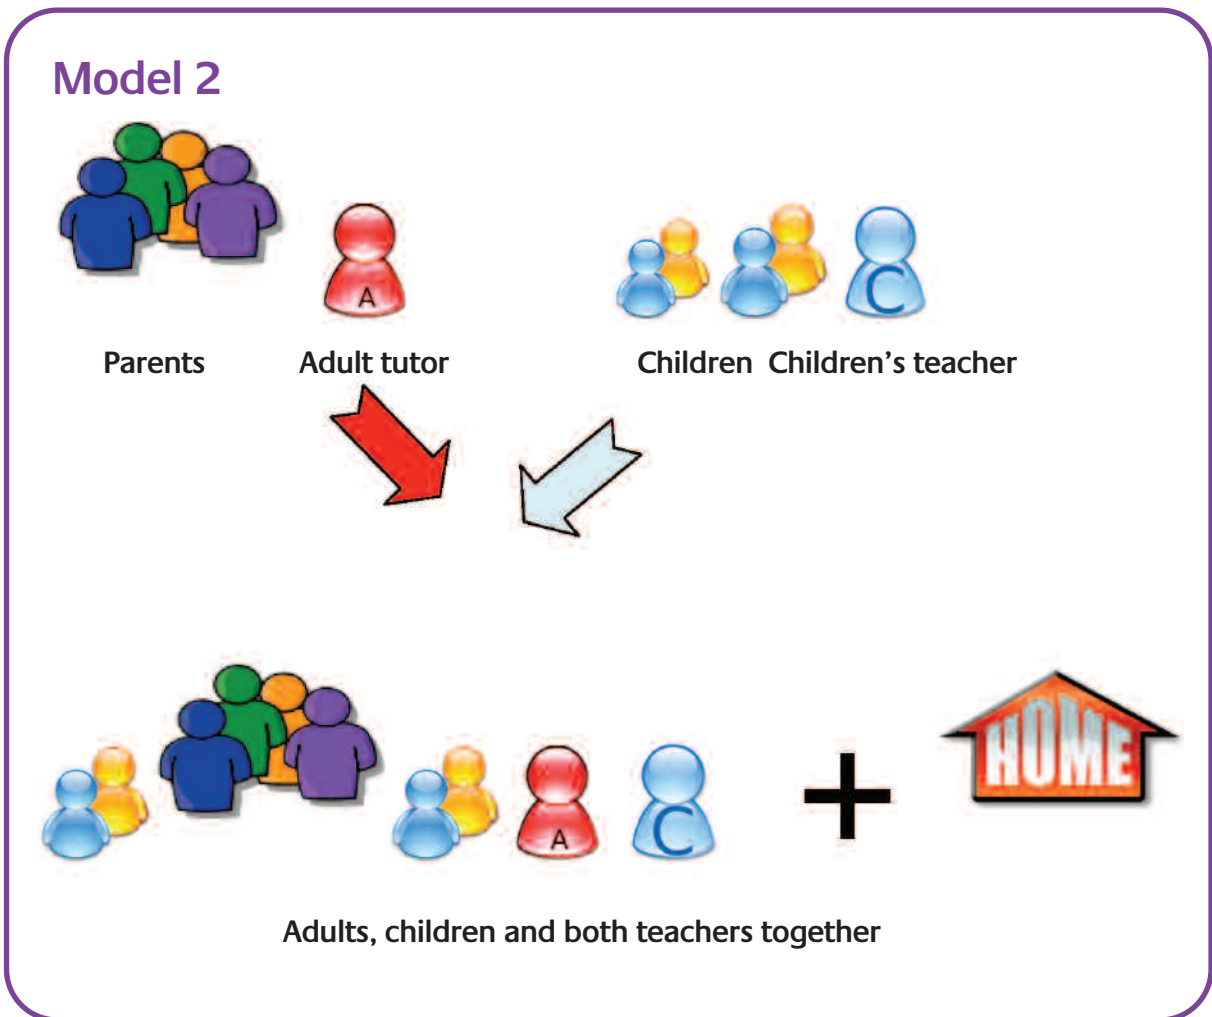 Model 2
A
C
Parents Adult tutor Children Children's teacher
A
C
+
HOME
Adults, children and both teachers together